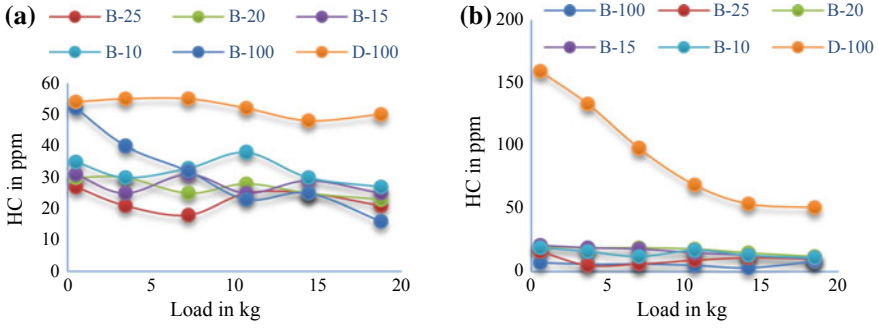 (a)
B-25 B-20 B-15
B-10 B-100 D-100
HC in ppm
60
50
40
30
20
10
0
0 5 10 15 20
Load in kg
(b)
B-100 B-25 B-20
B-15 B-10 D-100
HC in ppm
200
150
100
50
0
0 5 10 15 20
Load in kg